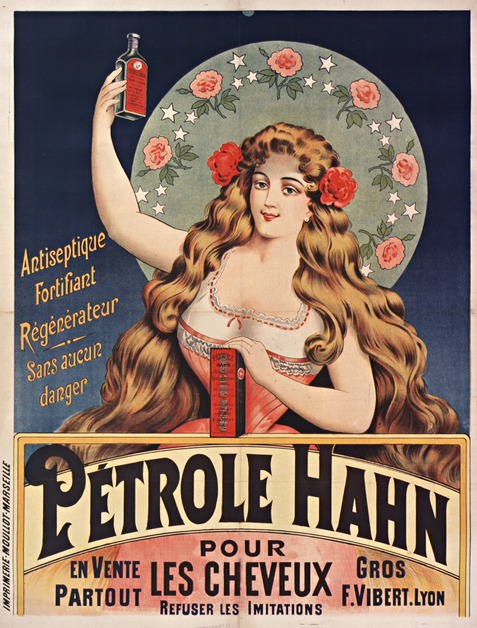 Antiseptique
Fortifiant
Régénérateur
Sans aucun
danger
PÉTROLE HAHN
POUR
LES CHEVEUX
EN VENTE
PARTOUT
GROS
F. VIBERT. LYON
REFUSER LES IMITATIONS
IMPRIMERIE-MOULLOT-MARSEILLE